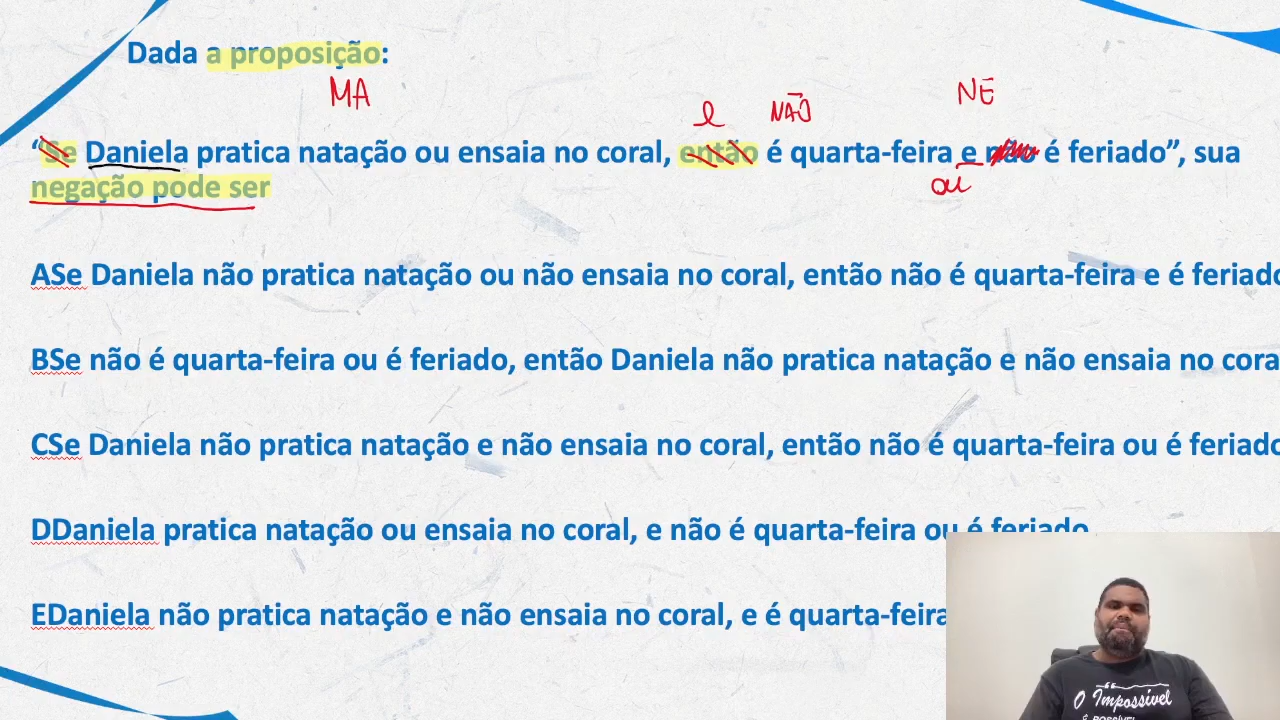 Dada a proposição:
MA
e NÃO NE
“Se Daniela pratica natação ou ensaia no coral, então é quarta-feira e não é feriado”, sua
ou
negação pode ser
ASe Daniela não pratica natação ou não ensaia no coral, então não é quarta-feira e é feriado
BSe não é quarta-feira ou é feriado, então Daniela não pratica natação e não ensaia no cora
CSe Daniela não pratica natação e não ensaia no coral, então não é quarta-feira ou é feriado
DDaniela pratica natação ou ensaia no coral, e não é quarta-feira ou é feriado
EDaniela não pratica natação e não ensaia no coral, e é quarta-feira
“
O Impossível
É POSSÍVEL